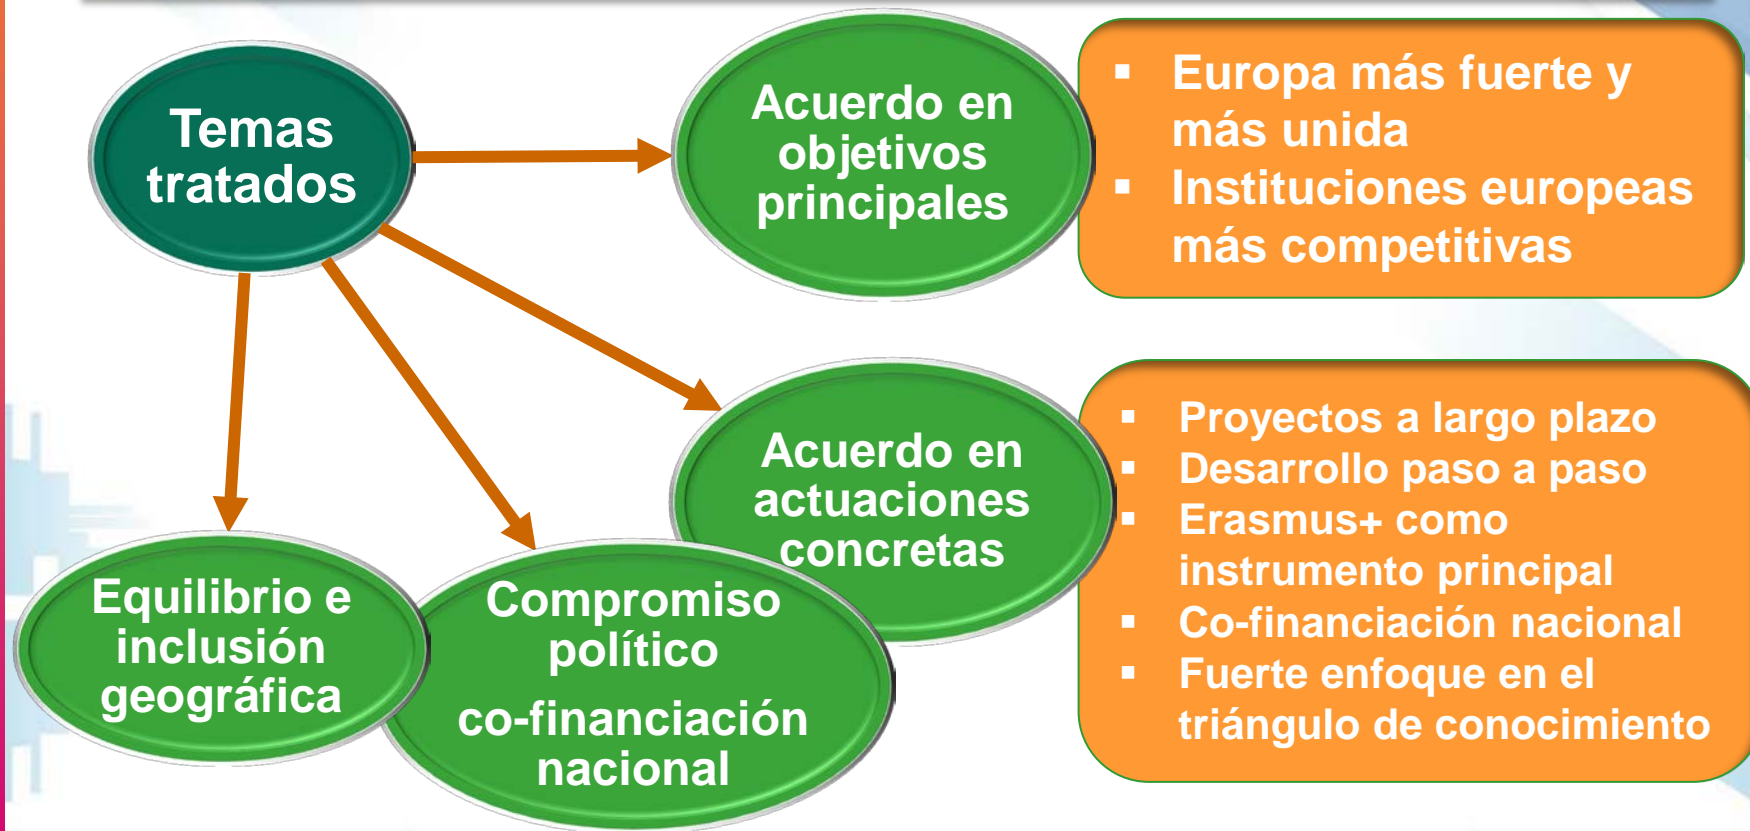 Temas
tratados
Acuerdo en
objetivos
principales
▪ Europa más fuerte y
más unida
▪ Instituciones europeas
más competitivas
Acuerdo en
actuaciones
concretas
▪ Proyectos a largo plazo
▪ Desarrollo paso a paso
▪ Erasmus+ como
instrumento principal
▪ Co-financiación nacional
▪ Fuerte enfoque en el
triángulo de conocimiento
Compromiso
político
co-financiación
nacional
Equilibrio e
inclusión
geográfica